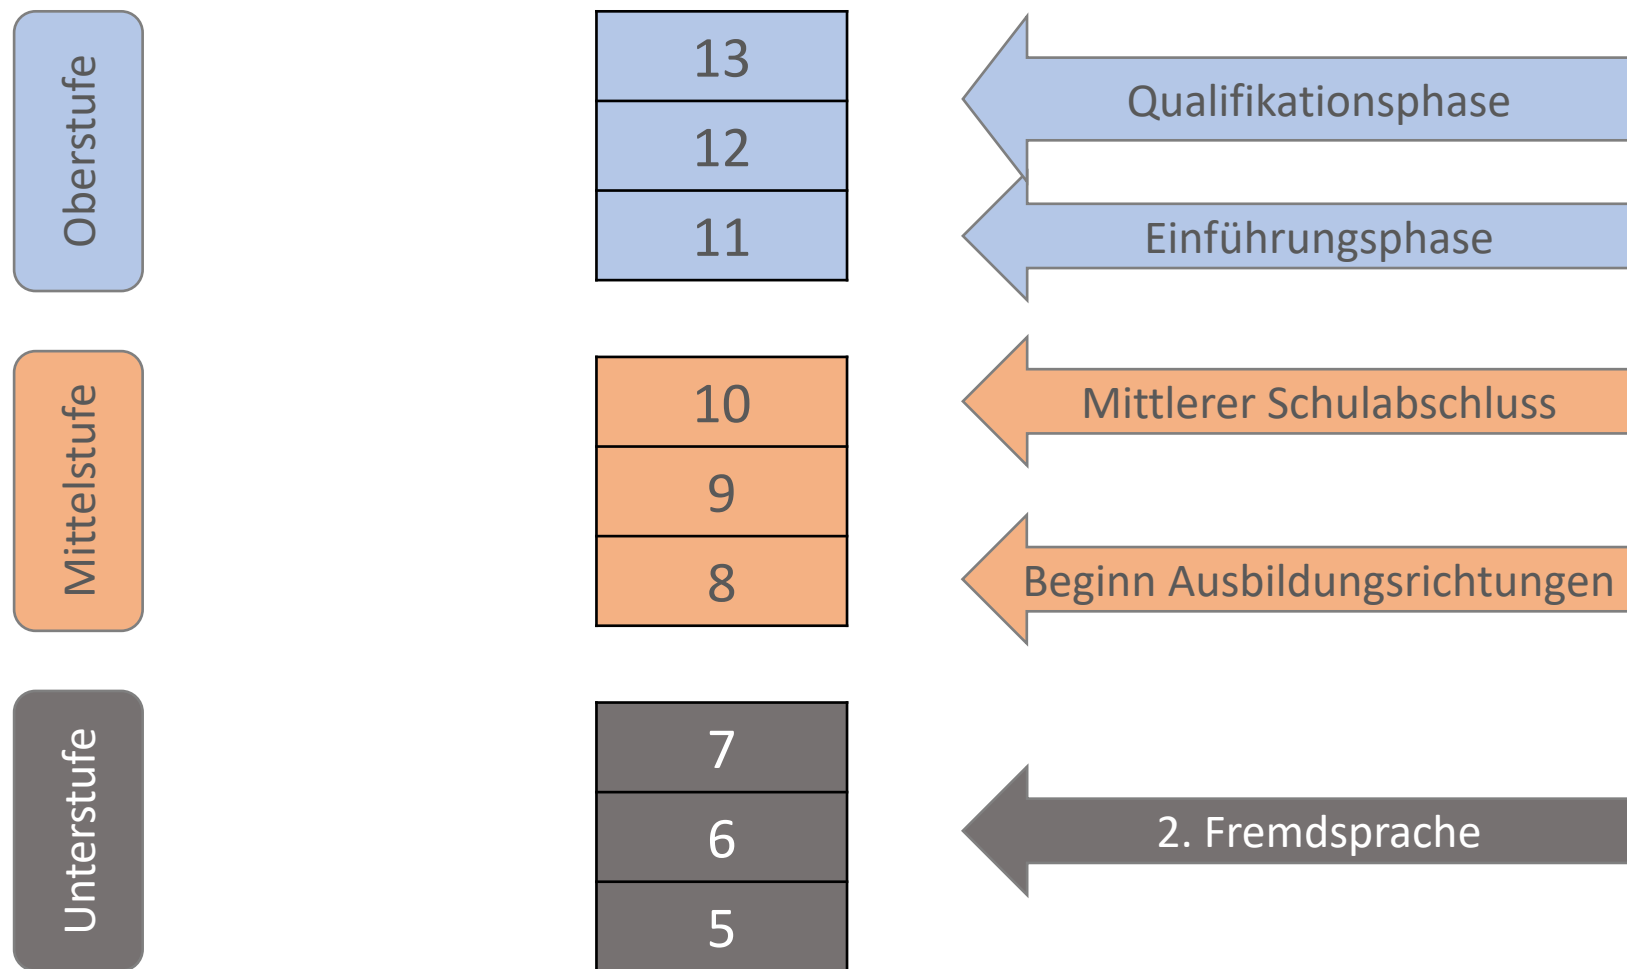 Oberstufe
13
12
11
Qualifikationsphase
Einführungsphase
Mittelstufe
10
9
8
Mittlerer Schulabschluss
Beginn Ausbildungsrichtungen
Unterstufe
7
6
5
2. Fremdsprache